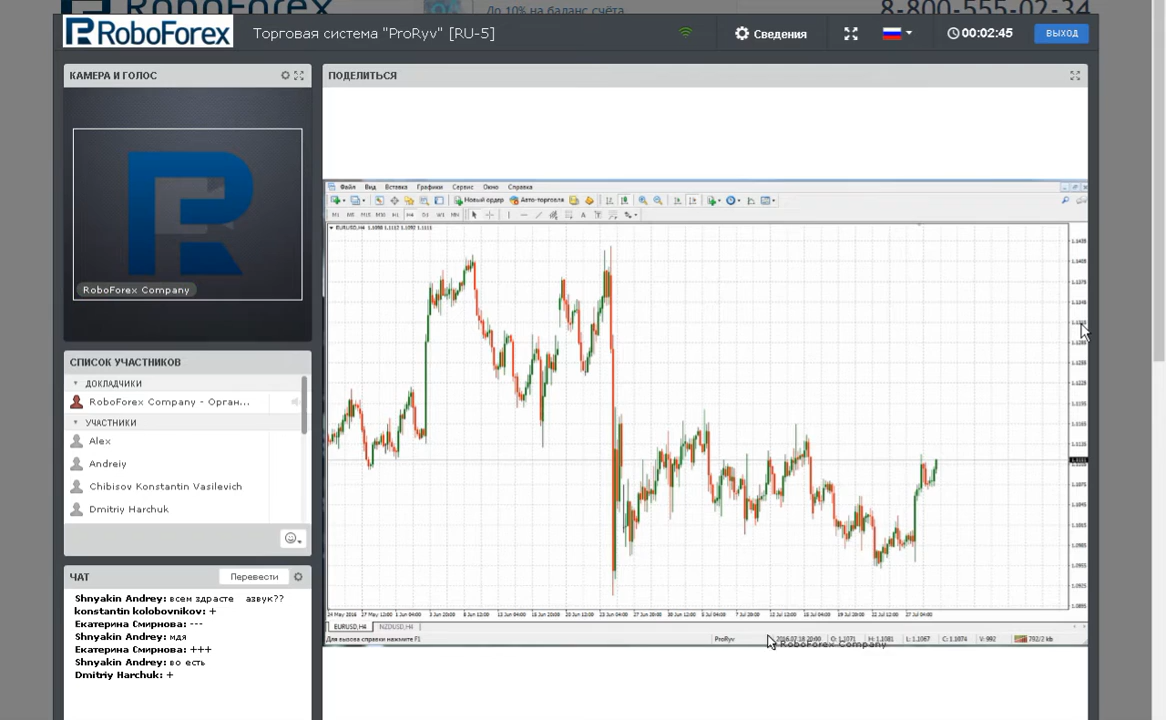 RoboForex
До 10% на баланс счёта
8-800-555-02-34
RoboForex
Торговая система "ProRyv" [RU-5]
Сведения
00:02:45
ВЫХОД
КАМЕРА И ГОЛОС
RoboForex Company
СПИСОК УЧАСТНИКОВ
ДОКЛАДЧИКИ
RoboForex Company - Орган...
УЧАСТНИКИ
Alex
Andreiy
Chibisov Konstantin Vasilevich
Dmitriy Harchuk
ЧАТ
Перевести
Shnyakin Andrey: всем здрасте азвук??
konstantin kolobovnikov: +
Екатерина Смирнова: ---
Shnyakin Andrey: мдя
Екатерина Смирнова: +++
Shnyakin Andrey: во есть
Dmitriy Harchuk: +
ПОДЕЛИТЬСЯ
Файл Вид Вставка Графики Сервис Окно Справка
Новый ордер Авто-торговля
EURUSD,H4
EURUSD,H4 NZDUSD,H4
Для вызова справки нажмите F1
ProRyv
RoboForex Company